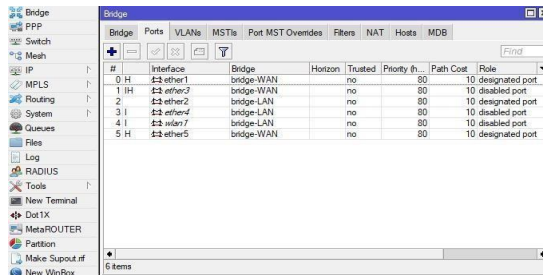 Bridge
PPP
Switch
Mesh
IP
MPLS
Routing
System
Queues
Files
Log
RADIUS
Tools
New Terminal
Dot1X
MetaROUTER
Partition
Make Supout.rif
New WinBox
Bridge
Bridge Ports VLANs MSTIs Port MST Overrides Filters NAT Hosts MDB
Find
# Interface Bridge Horizon Trusted Priority (h... Path Cost Role
0 H ether1 bridge-WAN no 80 10 designated port
1 IH ether3 bridge-WAN no 80 10 disabled port
2 ether2 bridge-LAN no 80 10 designated port
3 I ether4 bridge-LAN no 80 10 disabled port
4 I wlan1 bridge-LAN no 80 10 disabled port
5 H ether5 bridge-WAN no 80 10 designated port
6 items